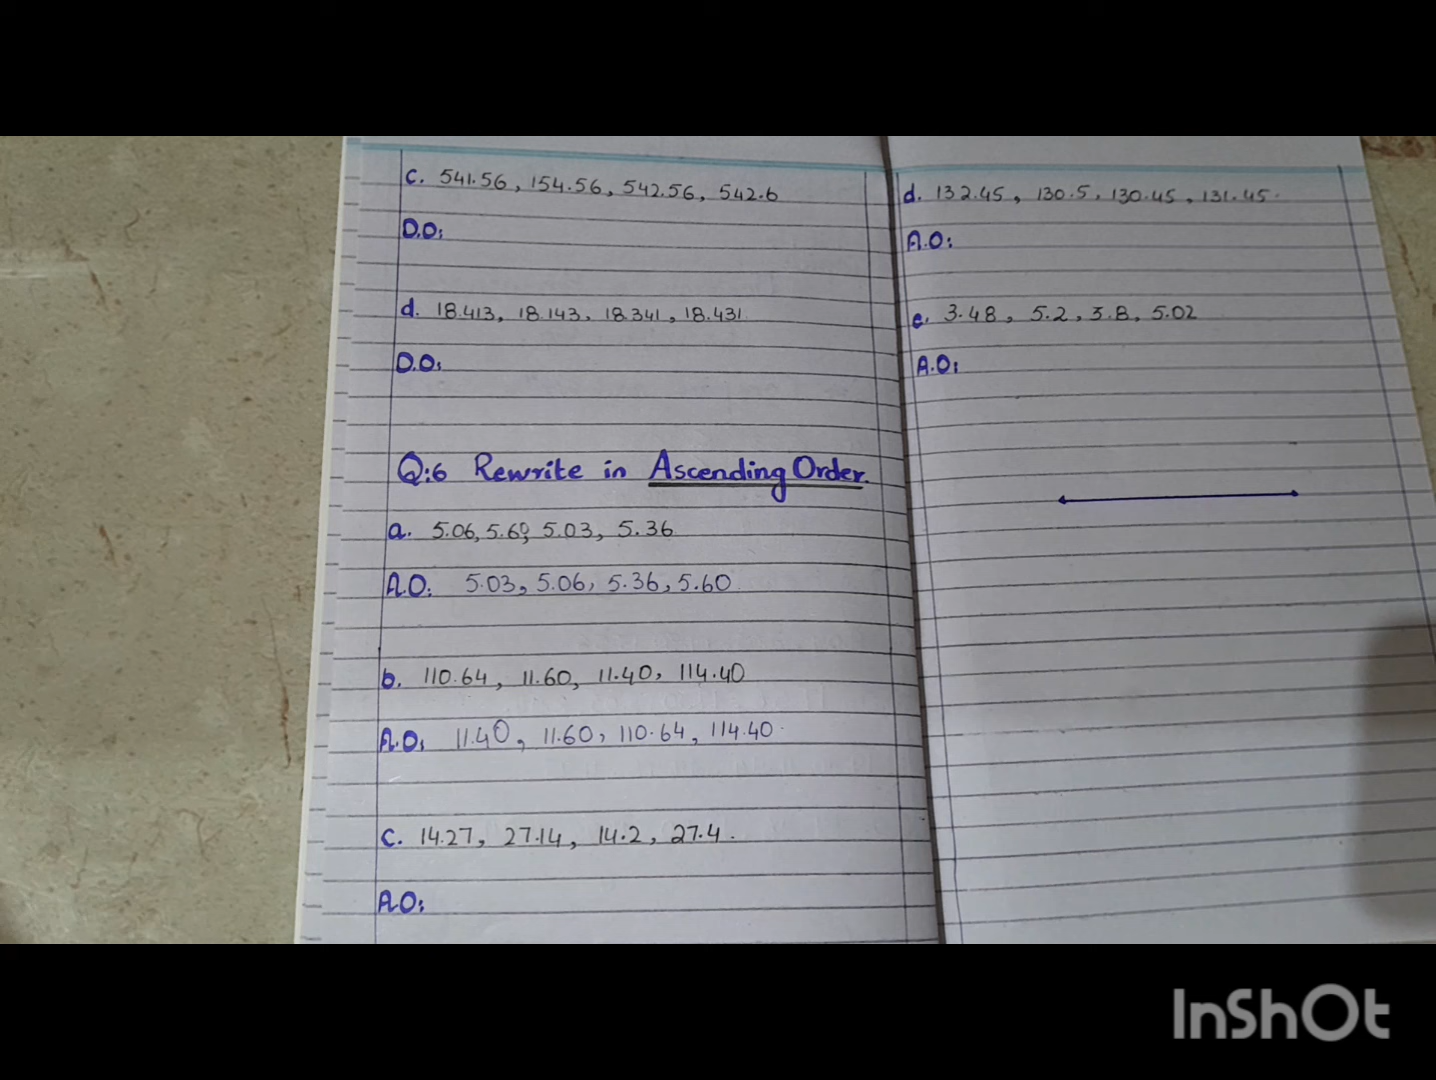 c. 541.56, 154.56, 542.56, 542.6
D.O:
d. 18.413, 18.143, 18.341, 18.431
D.O:
Q:6 Rewrite in Ascending Order.
a. 5.06, 5.60, 5.03, 5.36
A.O: 5.03, 5.06, 5.36, 5.60
b. 110.64, 11.60, 11.40, 114.40
A.O: 11.40, 11.60, 110.64, 114.40.
c. 14.27, 27.14, 14.2, 27.4.
A.O:
d. 132.45, 130.5, 130.45, 131.45.
A.O:
e. 3.48, 5.2, 3.8, 5.02
A.O:
InShOt